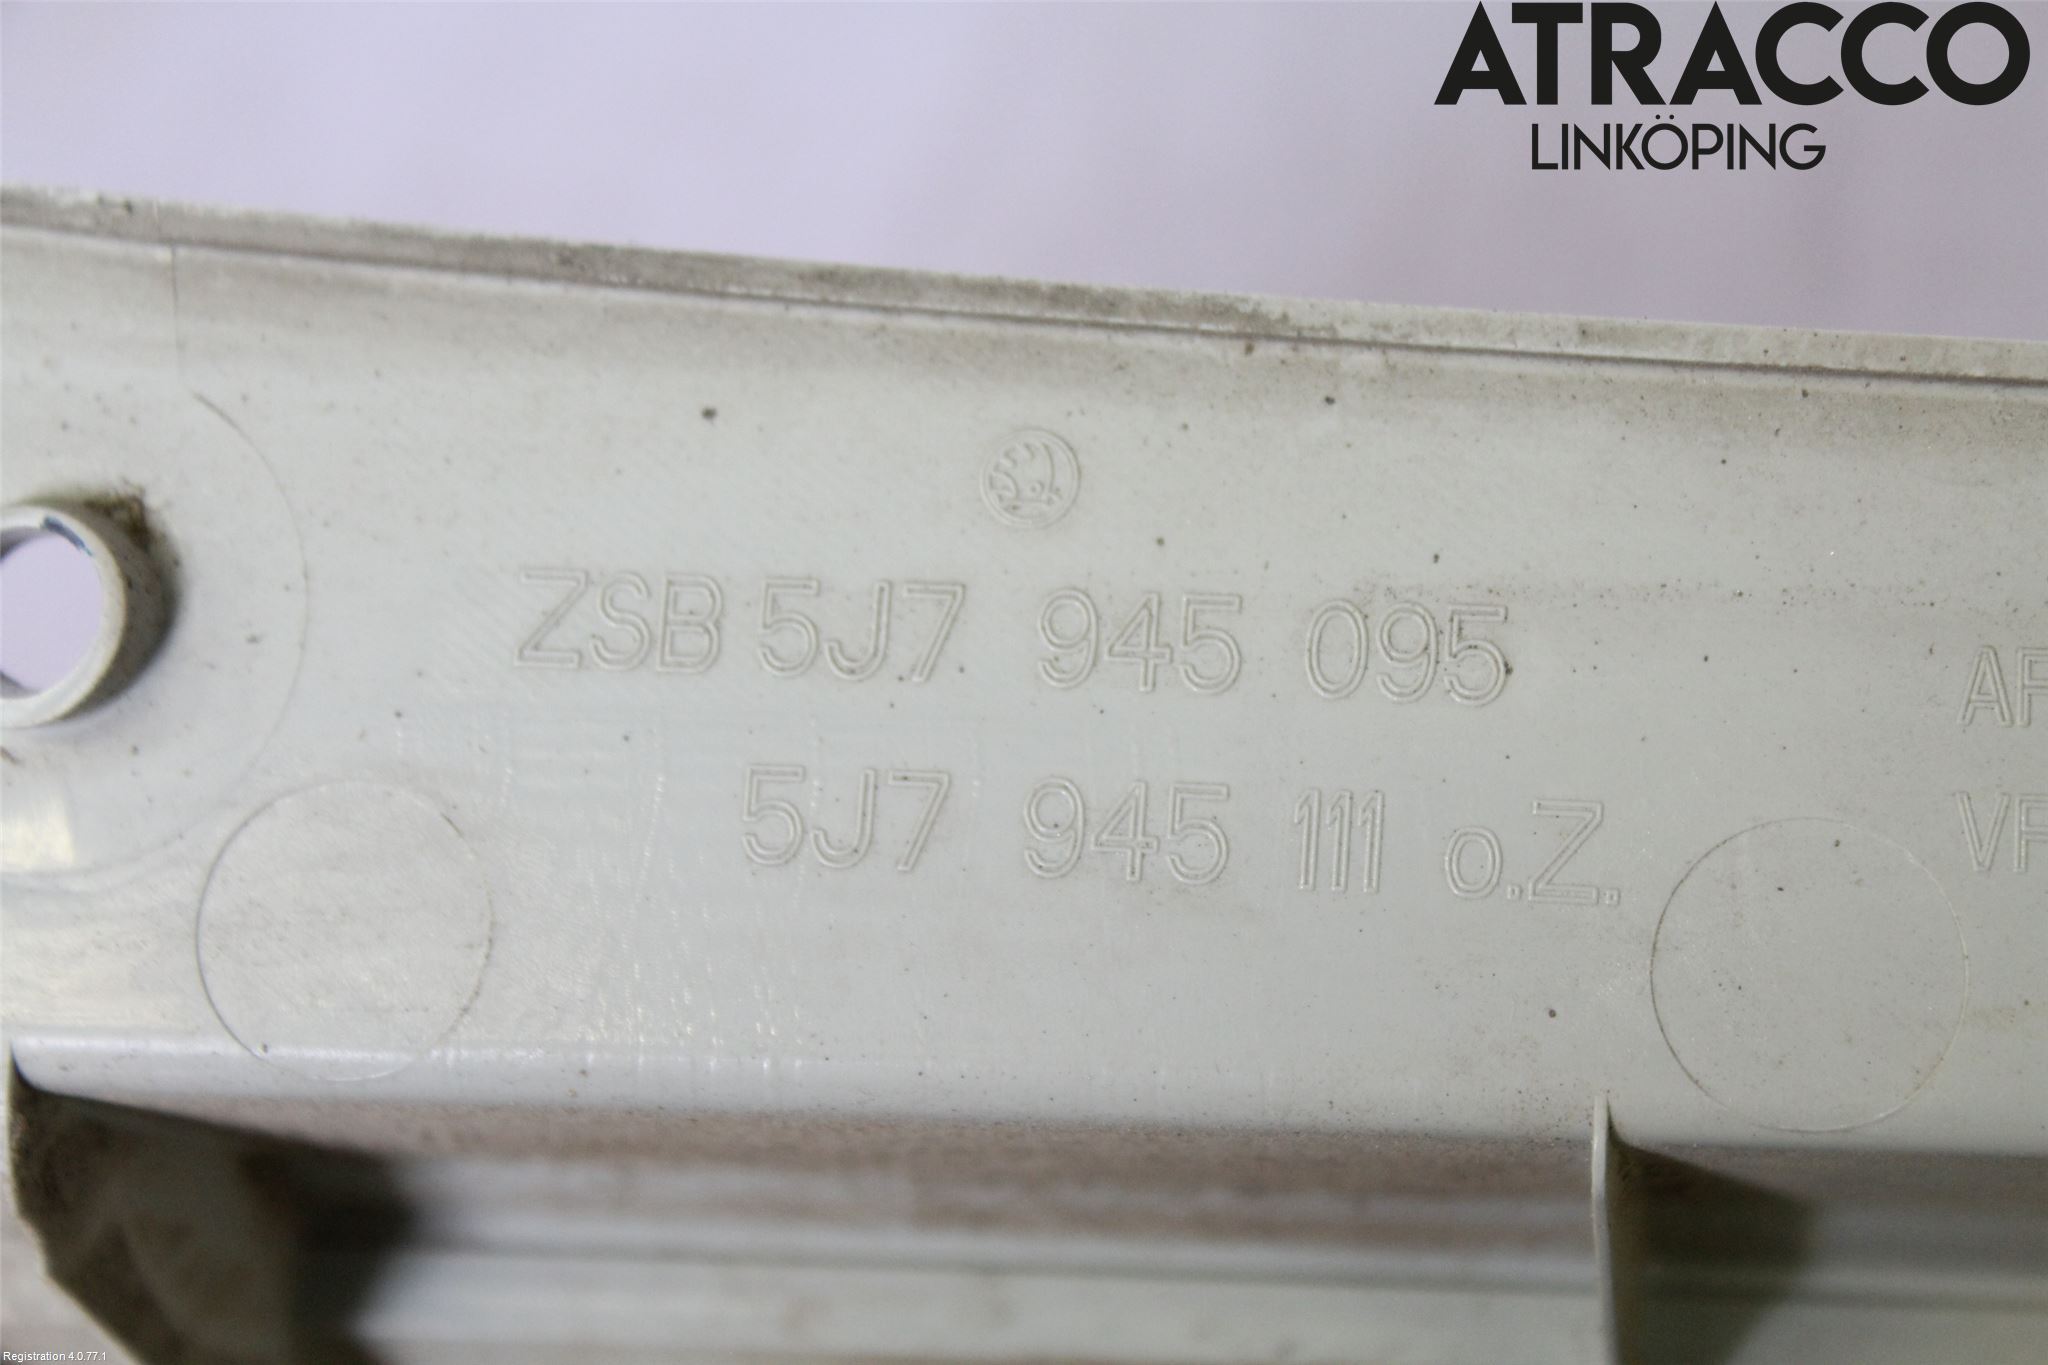 ATRACCO
LINKÖPING
ZSB 5J7 945 095
5J7 945 111 o.Z.
Registration 4.0.77.1